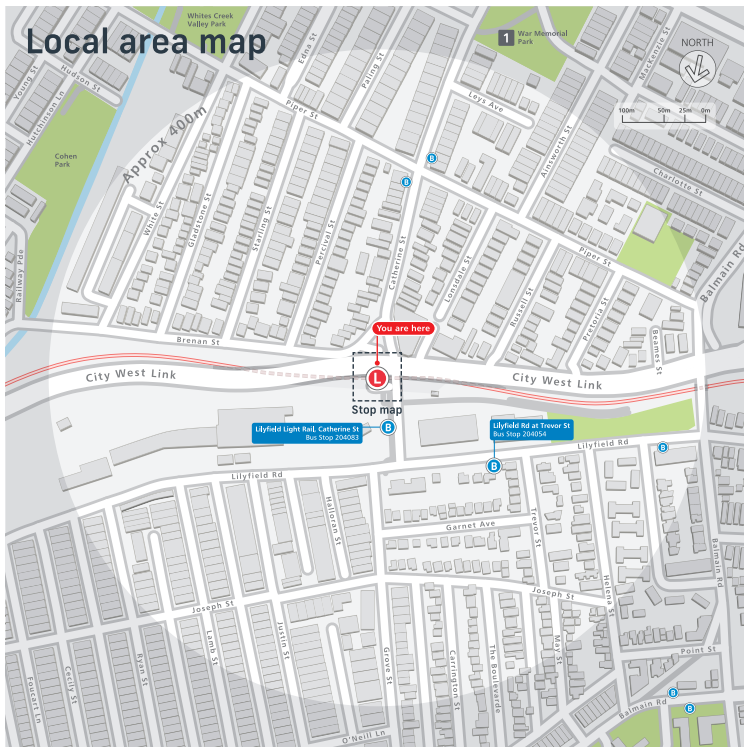 Local area map
Whites Creek
Valley Park
1
War Memorial
Park
NORTH
100m 50m 25m 0m
Young St
Hudson St
Hutchinson Ln
Cohen
Park
Railway Pde
Approx 400m
Edna St
Paling St
Piper St
Leys Ave
MacKenzie St
Ainsworth St
Charlotte St
B
B
White St
Gladstone St
Starling St
Percival St
Catherine St
Lonsdale St
Russell St
Pretoria St
Piper St
Balmain Rd
Beames St
Brenan St
You are here
City West Link
L
City West Link
Stop map
Lilyfield Light Rail, Catherine St
Bus Stop 204083
B
Lilyfield Rd at Trevor St
Bus Stop 204054
B
Lilyfield Rd
B
Lilyfield Rd
Halloran St
Garnet Ave
Trevor St
Balmain Rd
Joseph St
Joseph St
Helena St
Foucart Ln
Cecily St
Ryan St
Lamb St
Justin St
Grove St
Carrington St
The Boulevarde
May St
Point St
B
Balmain Rd
B
O'Neill Ln